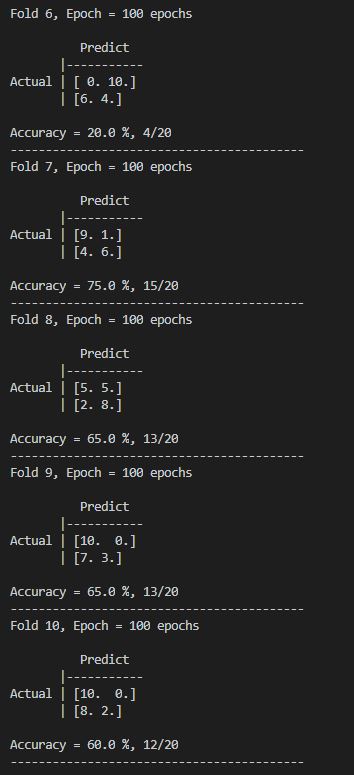 Fold 6, Epoch = 100 epochs
Predict
|-----------
Actual | [ 0. 10.]
| [6. 4.]
Accuracy = 20.0 %, 4/20
------------------------------------------
Fold 7, Epoch = 100 epochs
Predict
|-----------
Actual | [9. 1.]
| [4. 6.]
Accuracy = 75.0 %, 15/20
------------------------------------------
Fold 8, Epoch = 100 epochs
Predict
|-----------
Actual | [5. 5.]
| [2. 8.]
Accuracy = 65.0 %, 13/20
------------------------------------------
Fold 9, Epoch = 100 epochs
Predict
|-----------
Actual | [10.  0.]
| [7. 3.]
Accuracy = 65.0 %, 13/20
------------------------------------------
Fold 10, Epoch = 100 epochs
Predict
|-----------
Actual | [10.  0.]
| [8. 2.]
Accuracy = 60.0 %, 12/20
------------------------------------------